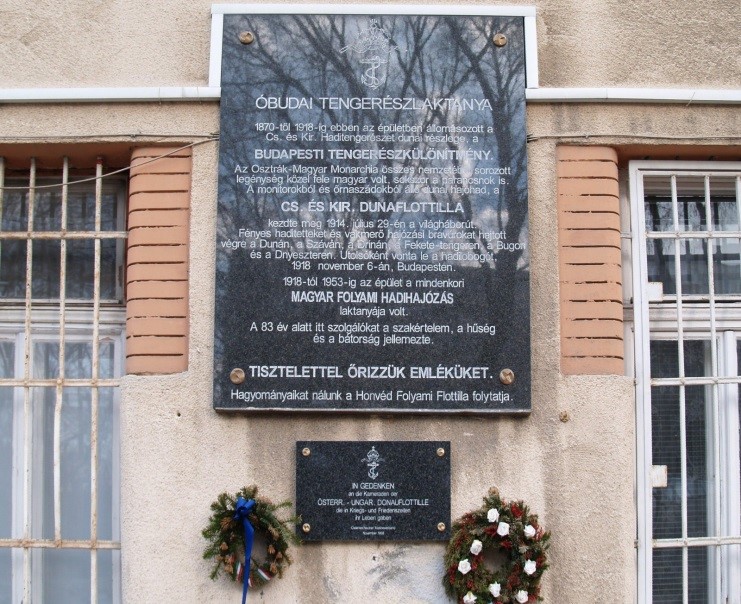 ÓBUDAI TENGERÉSZLAKTANYA
1870-től 1918-ig ebben az épületben állomásozott a
Cs. és Kir. Haditengerészet dunai részlege, a
BUDAPESTI TENGERÉSZKÜLÖNÍTMÉNY.
Az Osztrák-Magyar Monarchia összes nemzetéből sorozott
legénység közel fele magyar volt, sokszor a parancsnok is.
A monitorokból és őrnaszádokból álló dunai hajóhad, a
CS. ÉS KIR. DUNAFLOTTILLA
kezdte meg 1914. július 29-én a világháborút.
Fényes haditetteket és vakmerő hajózási bravúrokat hajtott
végre a Dunán, a Száván, a Drinán, a Fekete-tengeren, a Bugon
és a Dnyeszteren. Utolsóként vonta le a hadilobogót,
1918 november 6-án, Budapesten.
1918-tól 1953-ig az épület a mindenkori
MAGYAR FOLYAMI HADIHAJÓZÁS
laktanyája volt.
A 83 év alatt itt szolgálókat a szakértelem, a hűség
és a bátorság jellemezte.
TISZTELETTEL ŐRIZZÜK EMLÉKÜKET.
Hagyományaikat nálunk a Honvéd Folyami Flottilla folytatja.
IN GEDENKEN
an die Kameraden der
ÖSTERR. - UNGAR. DONAUFLOTTILLE
die in Kriegs- und Friedenszeiten
ihr Leben gaben